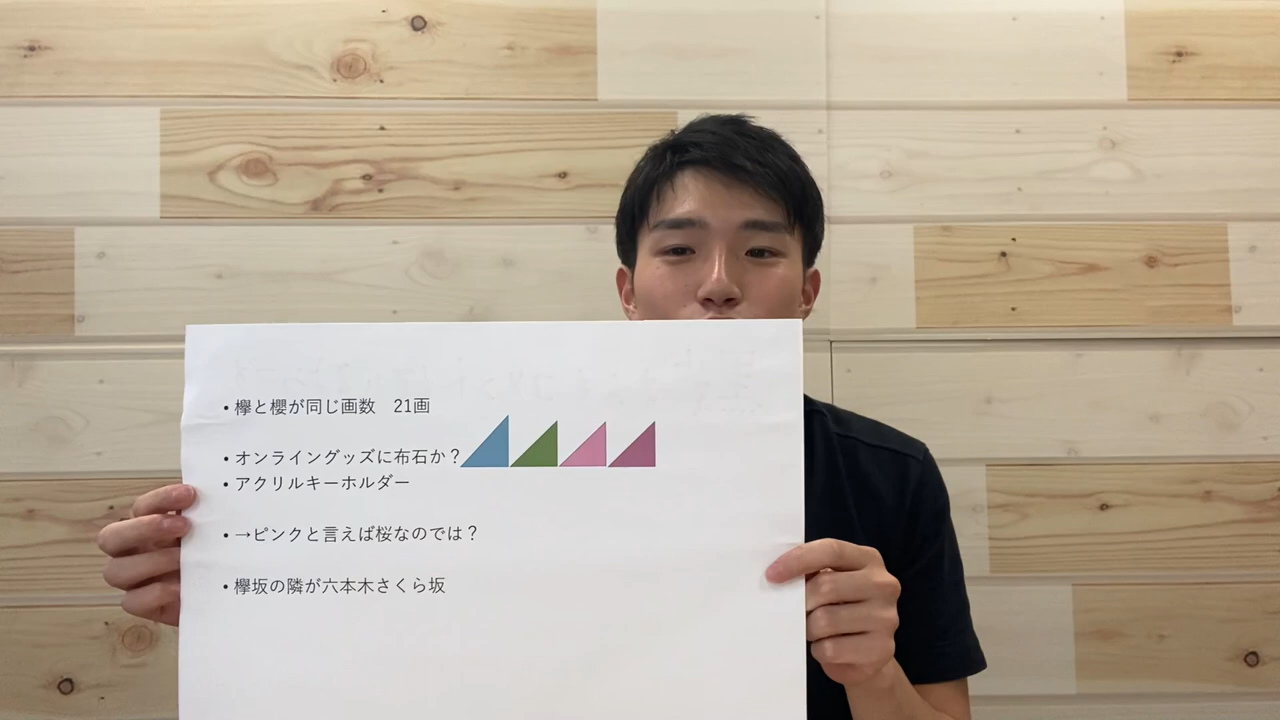 • 欅と櫻が同じ画数　21画
• オンライングッズに布石か？
• アクリルキーホルダー
• →ピンクと言えば桜なのでは？
• 欅坂の隣が六本木さくら坂